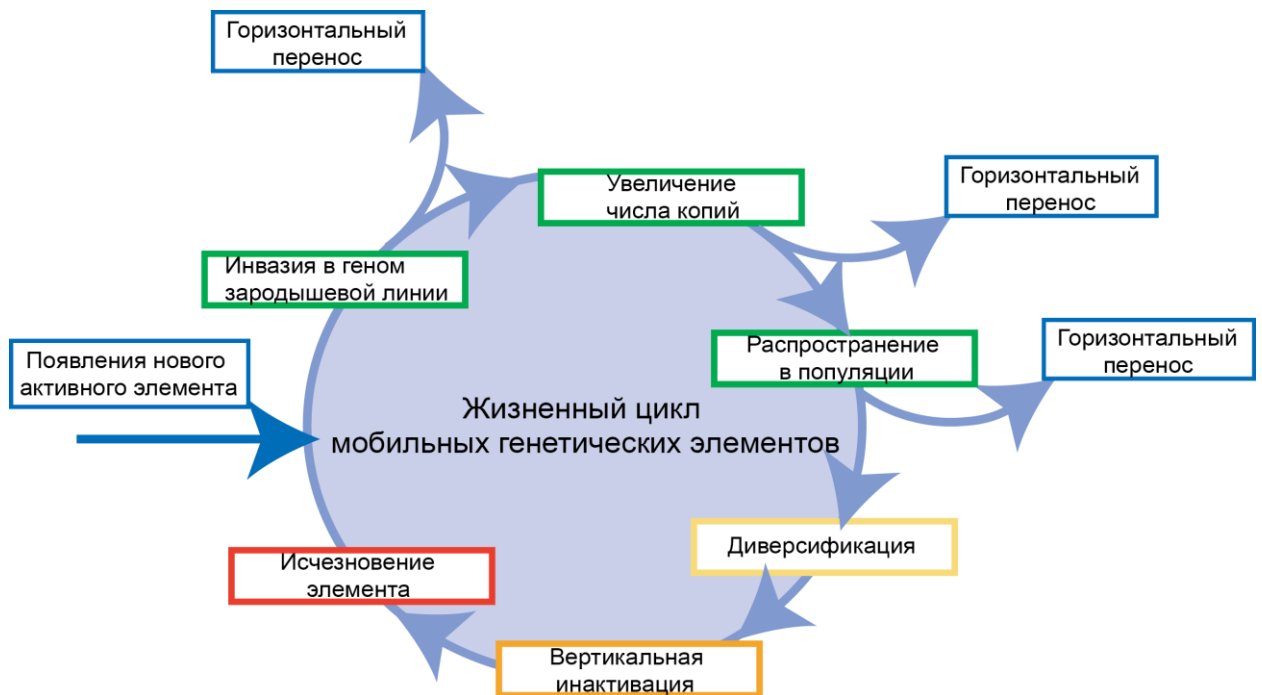 Горизонтальный
перенос
Увеличение
числа копий
Горизонтальный
перенос
Инвазия в геном
зародышевой линии
Распространение
в популяции
Горизонтальный
перенос
Появления нового
активного элемента
Жизненный цикл
мобильных генетических элементов
Диверсификация
Исчезновение
элемента
Вертикальная
инактивация